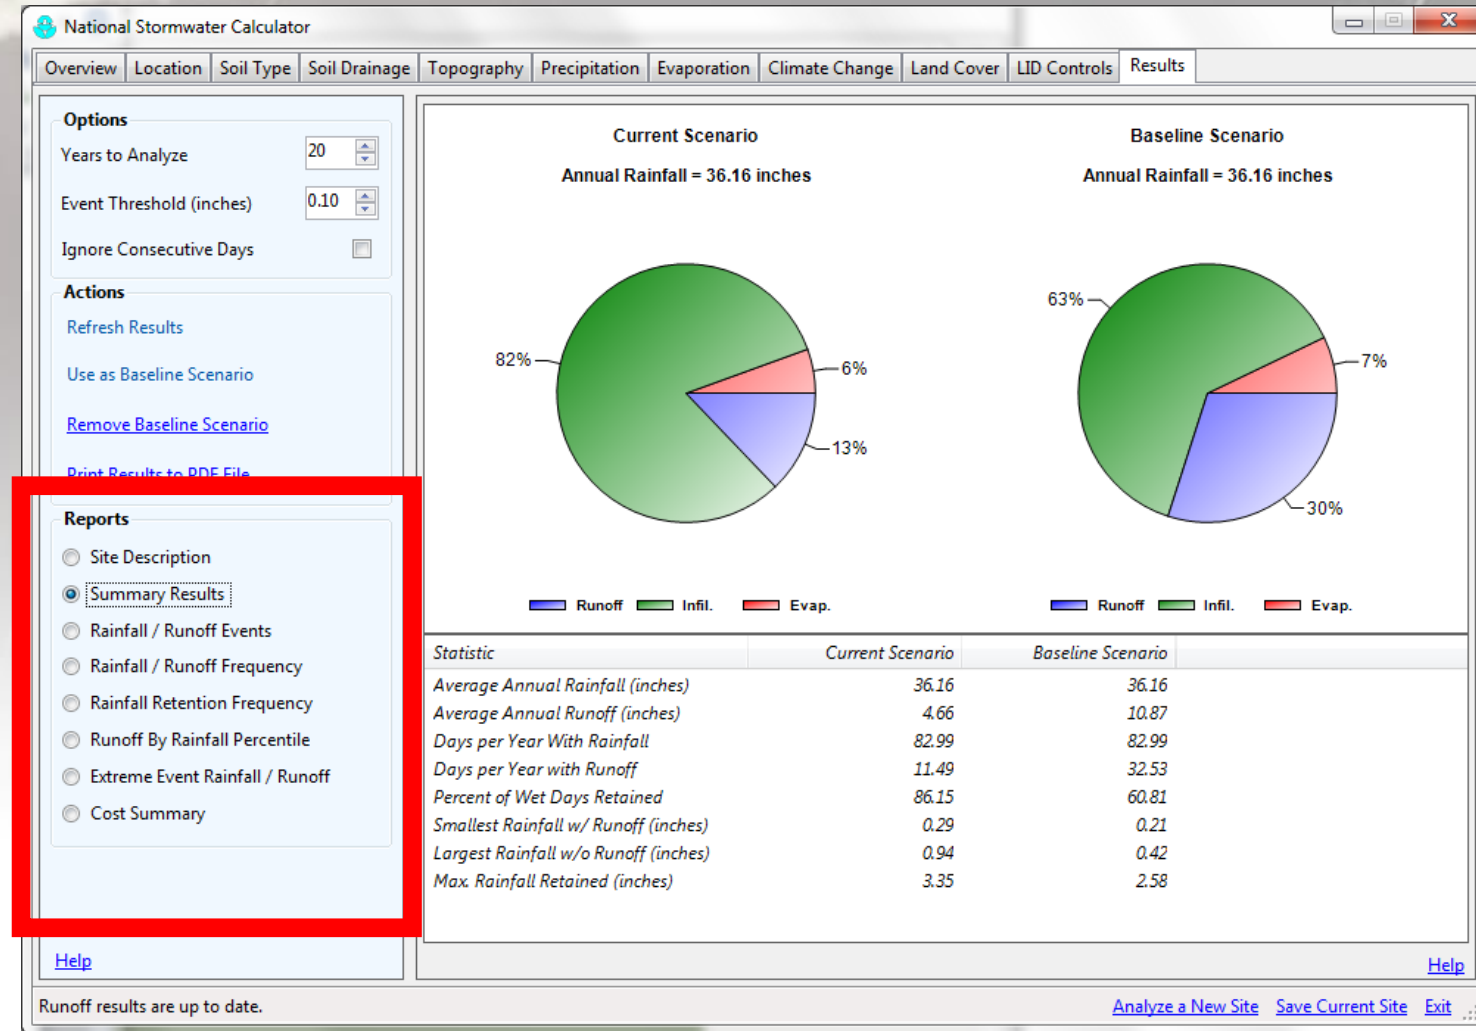 National Stormwater Calculator
Overview Location Soil Type Soil Drainage Topography Precipitation Evaporation Climate Change Land Cover LID Controls Results
Options
Years to Analyze 20
Event Threshold (inches) 0.10
Ignore Consecutive Days
Actions
Refresh Results
Use as Baseline Scenario
Remove Baseline Scenario
Print Results to PDF File
Reports
Site Description
Summary Results
Rainfall / Runoff Events
Rainfall / Runoff Frequency
Rainfall Retention Frequency
Runoff By Rainfall Percentile
Extreme Event Rainfall / Runoff
Cost Summary
Help
Current Scenario
Annual Rainfall = 36.16 inches
82%
6%
13%
Runoff Infil. Evap.
Baseline Scenario
Annual Rainfall = 36.16 inches
63%
7%
30%
Runoff Infil. Evap.
Statistic Current Scenario Baseline Scenario
Average Annual Rainfall (inches) 36.16 36.16
Average Annual Runoff (inches) 4.66 10.87
Days per Year With Rainfall 82.99 82.99
Days per Year with Runoff 11.49 32.53
Percent of Wet Days Retained 86.15 60.81
Smallest Rainfall w/ Runoff (inches) 0.29 0.21
Largest Rainfall w/o Runoff (inches) 0.94 0.42
Max. Rainfall Retained (inches) 3.35 2.58
Help
Runoff results are up to date.
Analyze a New Site Save Current Site Exit